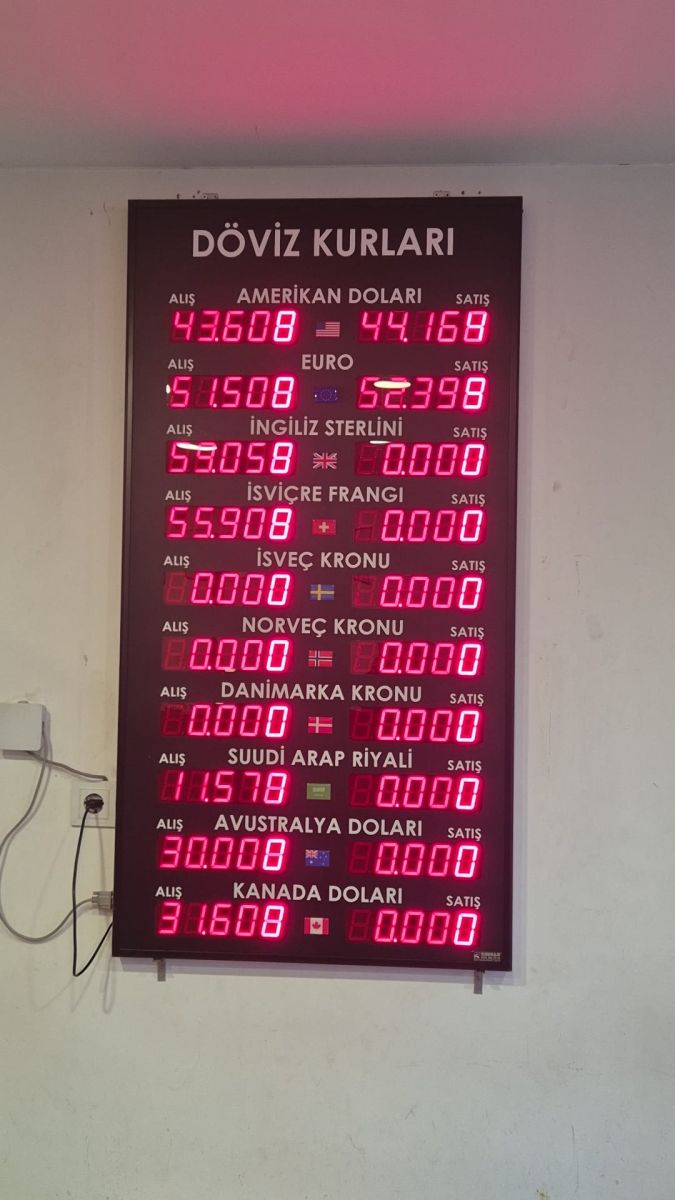 DÖVİZ KURLARI
ALIŞ AMERİKAN DOLARI SATIŞ
43.608 44.168
ALIŞ EURO SATIŞ
51.508 52.398
ALIŞ İNGİLİZ STERLİNİ SATIŞ
59.058 0.000
ALIŞ İSVİÇRE FRANGI SATIŞ
55.908 0.000
ALIŞ İSVEÇ KRONU SATIŞ
0.000 0.000
ALIŞ NORVEÇ KRONU SATIŞ
0.000 0.000
ALIŞ DANİMARKA KRONU SATIŞ
0.000 0.000
ALIŞ SUUDİ ARAP RİYALİ SATIŞ
11.578 0.000
ALIŞ AVUSTRALYA DOLARI SATIŞ
30.008 0.000
ALIŞ KANADA DOLARI SATIŞ
31.608 0.000